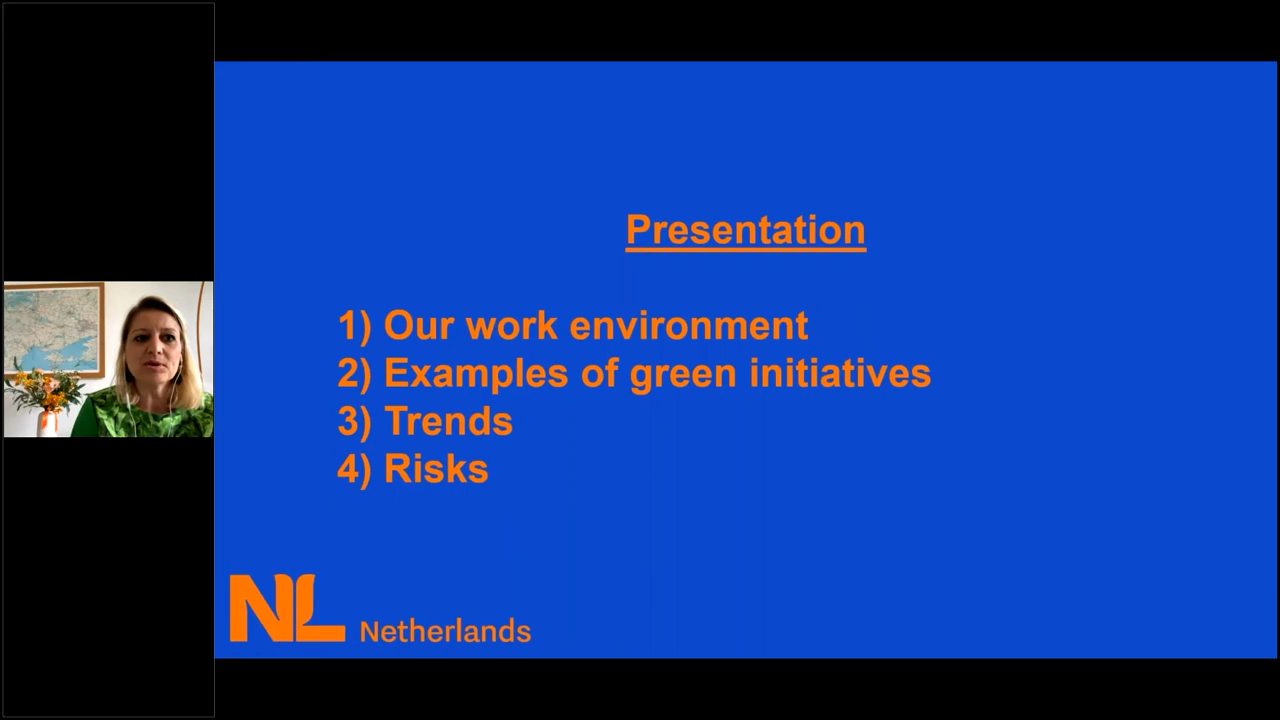 Presentation
1) Our work environment
2) Examples of green initiatives
3) Trends
4) Risks
NL Netherlands